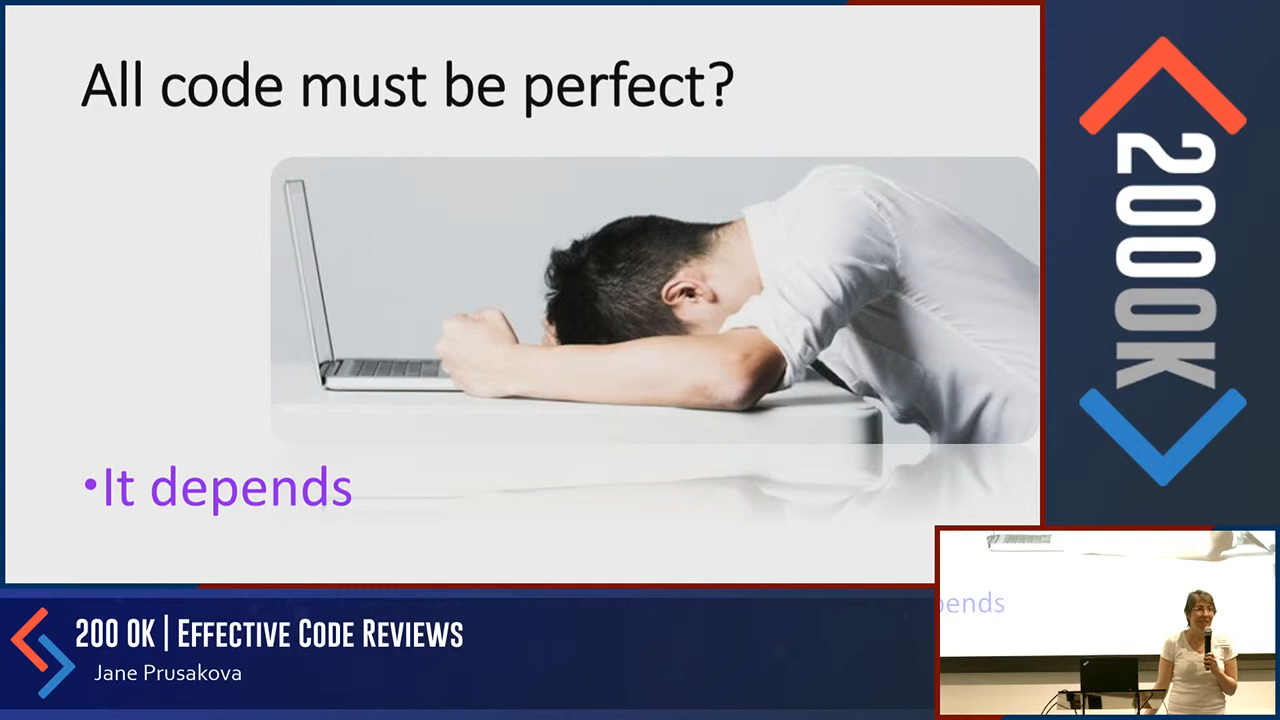 All code must be perfect?
•It depends
200OK
pends
200 OK | Effective Code Reviews
Jane Prusakova